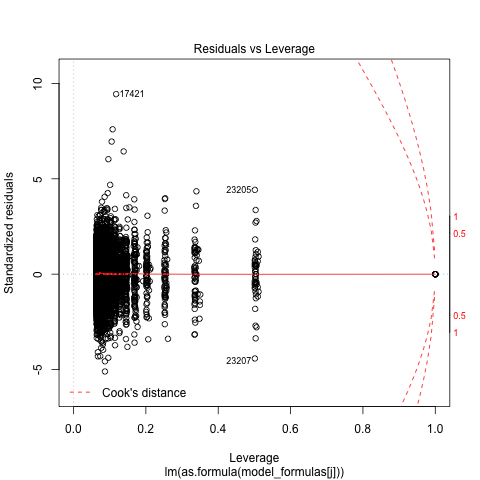 Residuals vs Leverage
Standardized residuals
10
5
0
-5
17421
23205
23207
1
0.5
0.5
1
Cook's distance
0.0 0.2 0.4 0.6 0.8 1.0
Leverage
lm(as.formula(model_formulas[j]))